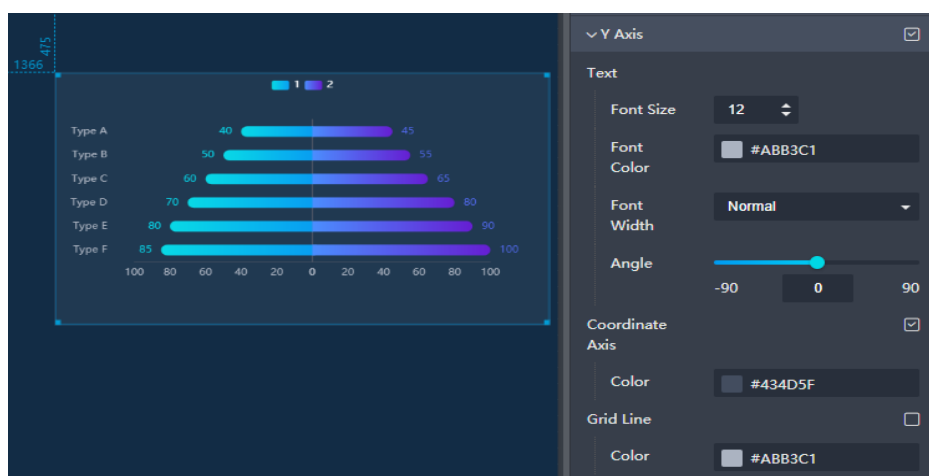 475
1366
1 2
Type A 40 45
Type B 50 55
Type C 60 65
Type D 70 80
Type E 80 90
Type F 85 100
100 80 60 40 20 0 20 40 60 80 100
Y Axis
Text
Font Size 12
Font
Color
#ABB3C1
Font
Width
Normal
Angle
-90 0 90
Coordinate
Axis
Color #434D5F
Grid Line
Color #ABB3C1